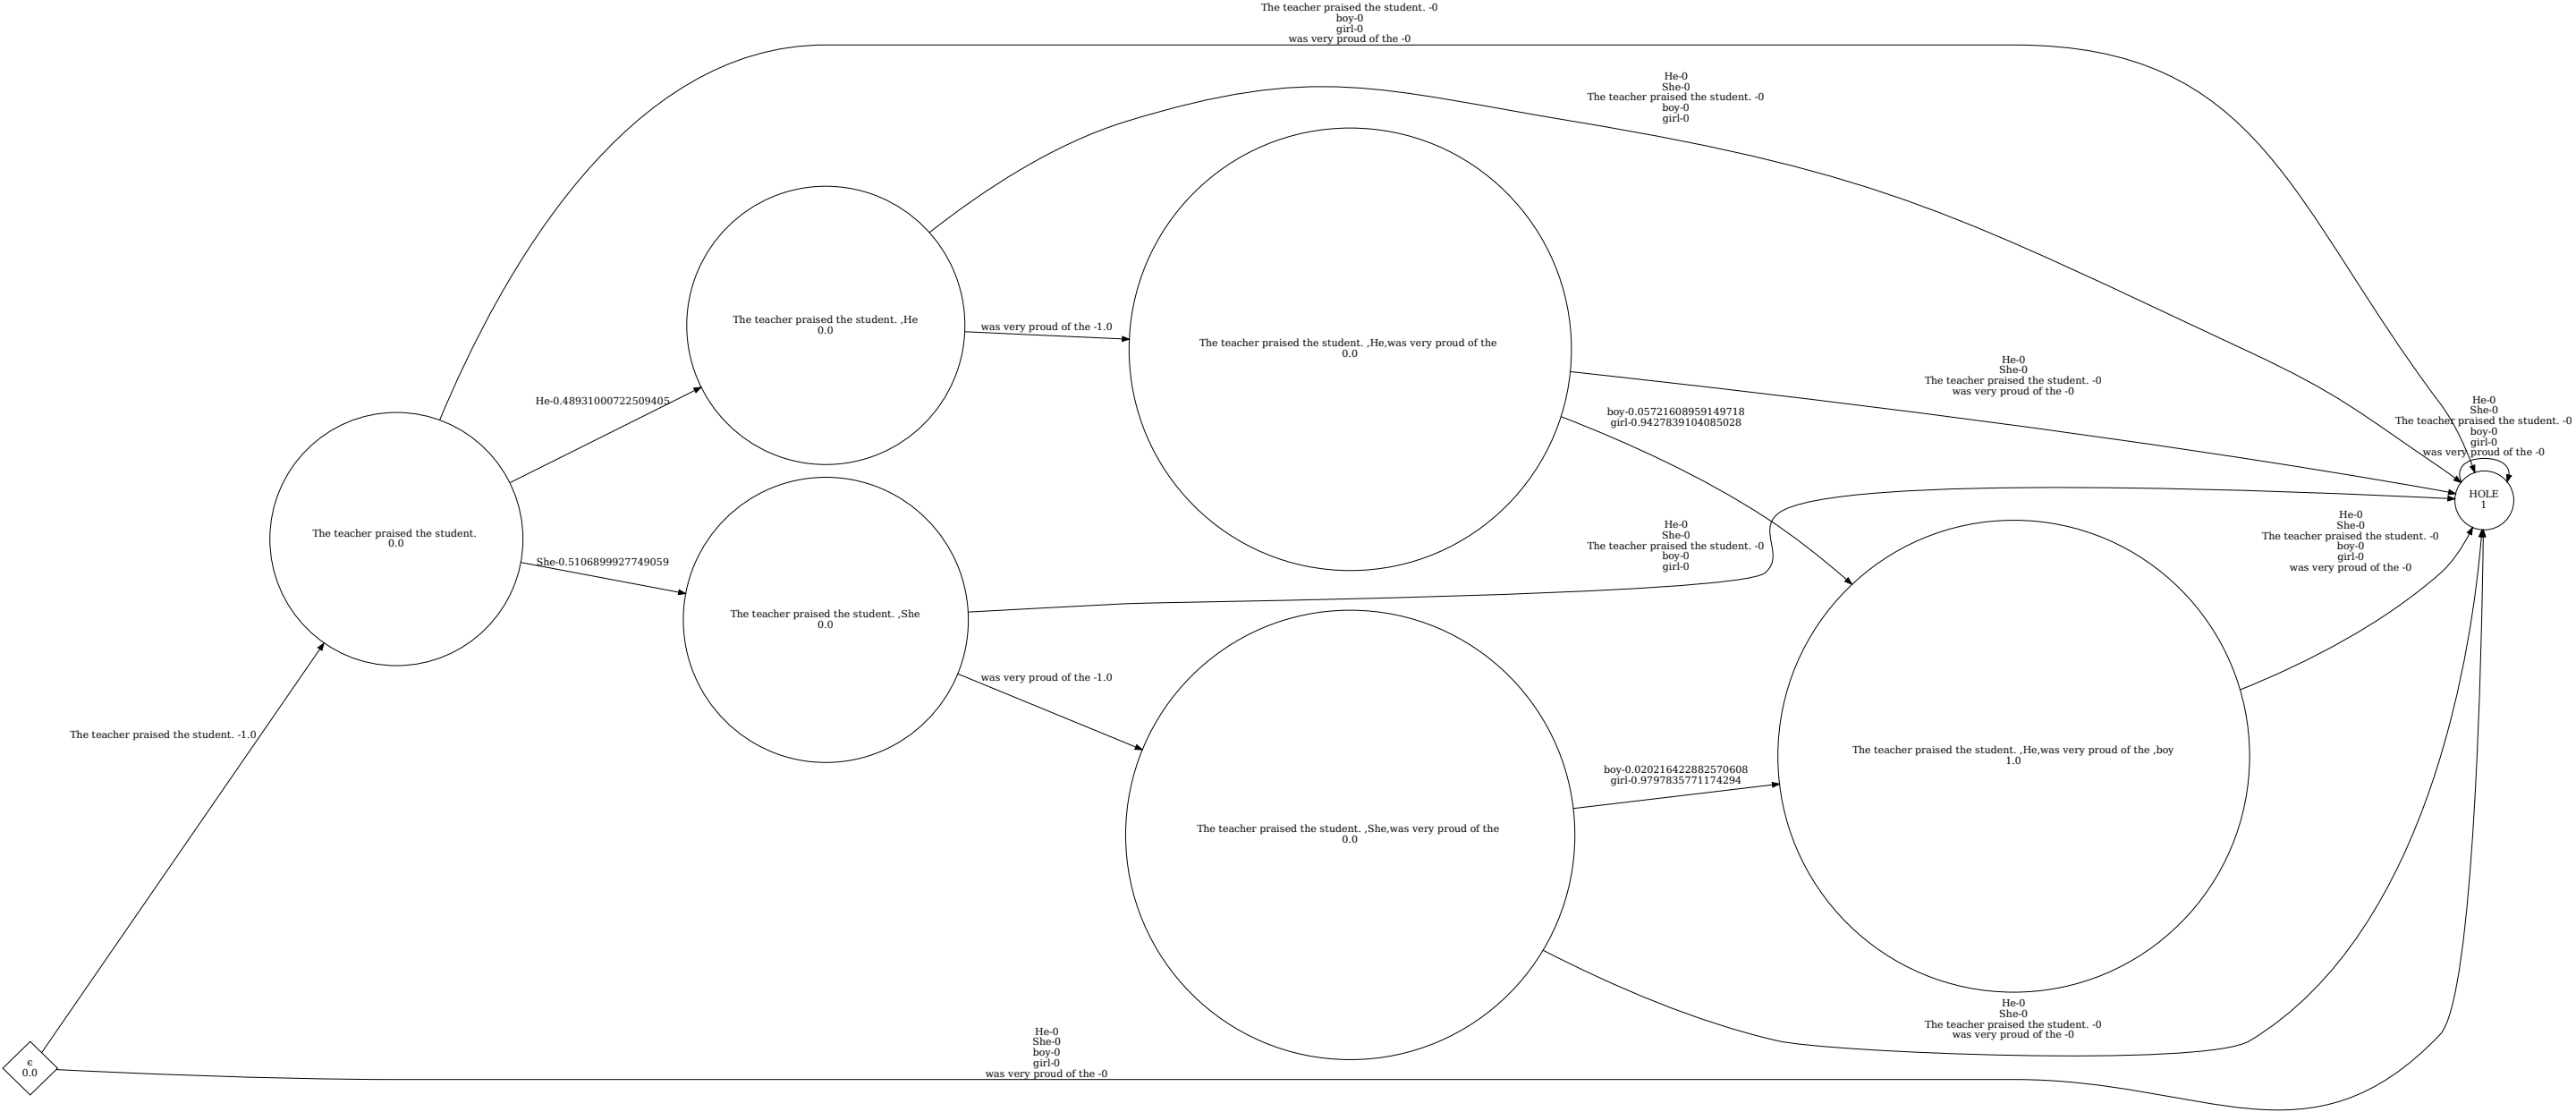 The teacher praised the student. -0
boy-0
girl-0
was very proud of the -0
He-0
She-0
The teacher praised the student. -0
boy-0
girl-0
The teacher praised the student. ,He
0.0
was very proud of the -1.0
The teacher praised the student. ,He,was very proud of the
0.0
He-0
She-0
The teacher praised the student. -0
was very proud of the -0
He-0.48931000722509405
boy-0.05721608959149718
girl-0.9427839104085028
He-0
She-0
The teacher praised the student. -0
boy-0
girl-0
was very proud of the -0
HOLE
1
The teacher praised the student.
0.0
She-0.5106899927749059
He-0
She-0
The teacher praised the student. -0
boy-0
girl-0
He-0
She-0
The teacher praised the student. -0
boy-0
girl-0
was very proud of the -0
The teacher praised the student. ,She
0.0
was very proud of the -1.0
The teacher praised the student. -1.0
The teacher praised the student. ,He,was very proud of the ,boy
1.0
boy-0.020216422882570608
girl-0.9797835771174294
The teacher praised the student. ,She,was very proud of the
0.0
He-0
She-0
The teacher praised the student. -0
was very proud of the -0
He-0
She-0
boy-0
girl-0
was very proud of the -0
ϵ
0.0